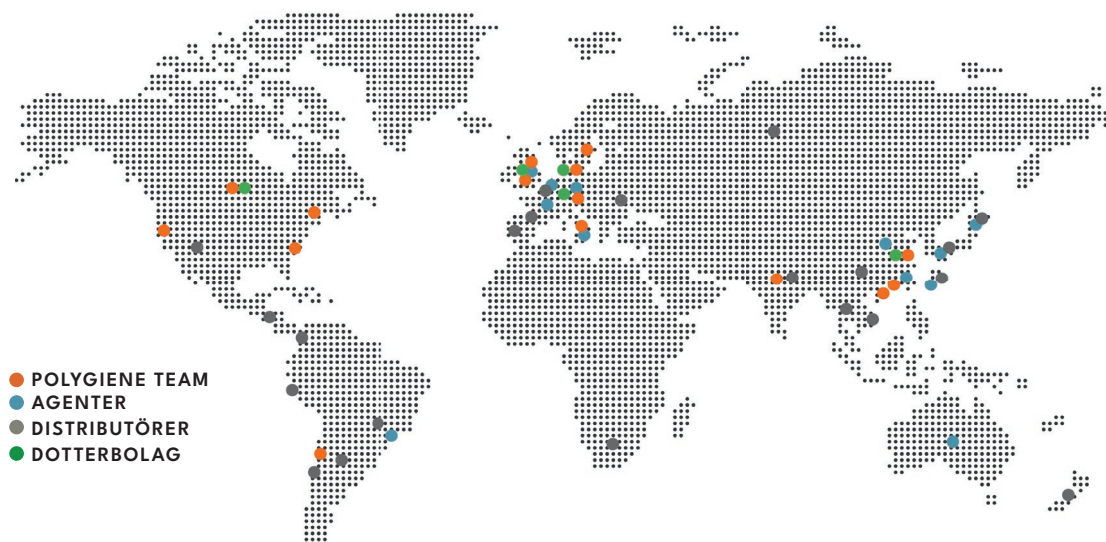 POLYGIENE TEAM
AGENTER
DISTRIBUTÖRER
DOTTERBOLAG